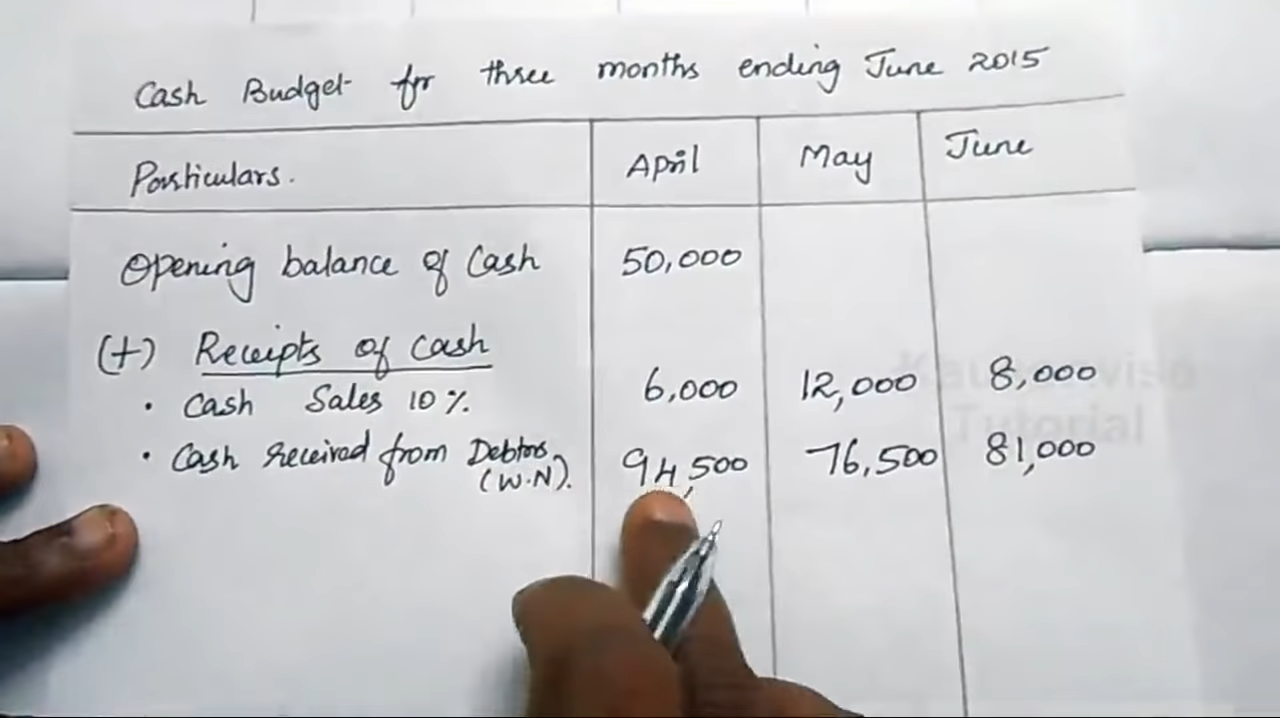 Cash Budget for three months ending June 2015
Particulars. April May June
Opening balance of Cash 50,000
(+) Receipts of Cash
• Cash Sales 10% 6,000 12,000 8,000
• Cash received from Debtors (W.N). 94,500 76,500 81,000
Tutorial